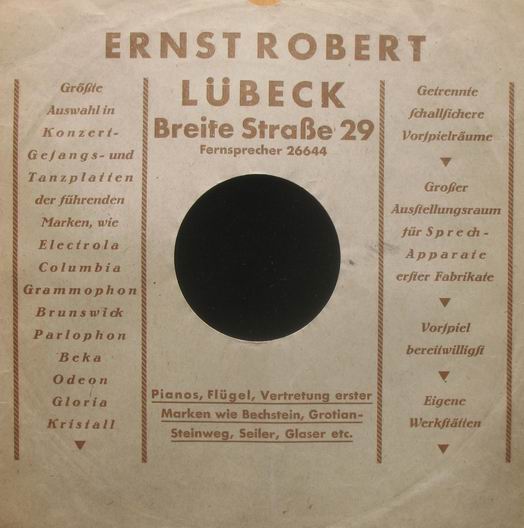 ERNST ROBERT
LÜBECK
Breite Straße 29
Fernsprecher 26644
Größte
Auswahl in
Konzert-
Gesangs- und
Tanzplatten
der führenden
Marken, wie
Electrola
Columbia
Grammophon
Brunswick
Parlophon
Beka
Odeon
Gloria
Kristall
Getrennte
ſchallſichere
Vorſpielräume
Großer
Ausſtellungsraum
für Sprech-
Apparate
erſter Fabrikate
Vorſpiel
bereitwilligſt
Eigene
Werkſtätten
Pianos, Flügel, Vertretung erster
Marken wie Bechstein, Grotian-
Steinweg, Seiler, Glaser etc.